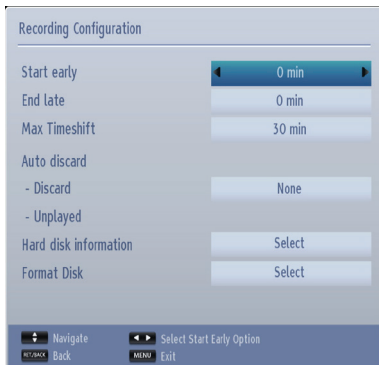 Recording Configuration
Start early 0 min
End late 0 min
Max Timeshift 30 min
Auto discard
- Discard None
- Unplayed
Hard disk information Select
Format Disk Select
Navigate Select Start Early Option
RET/BACK Back MENU Exit